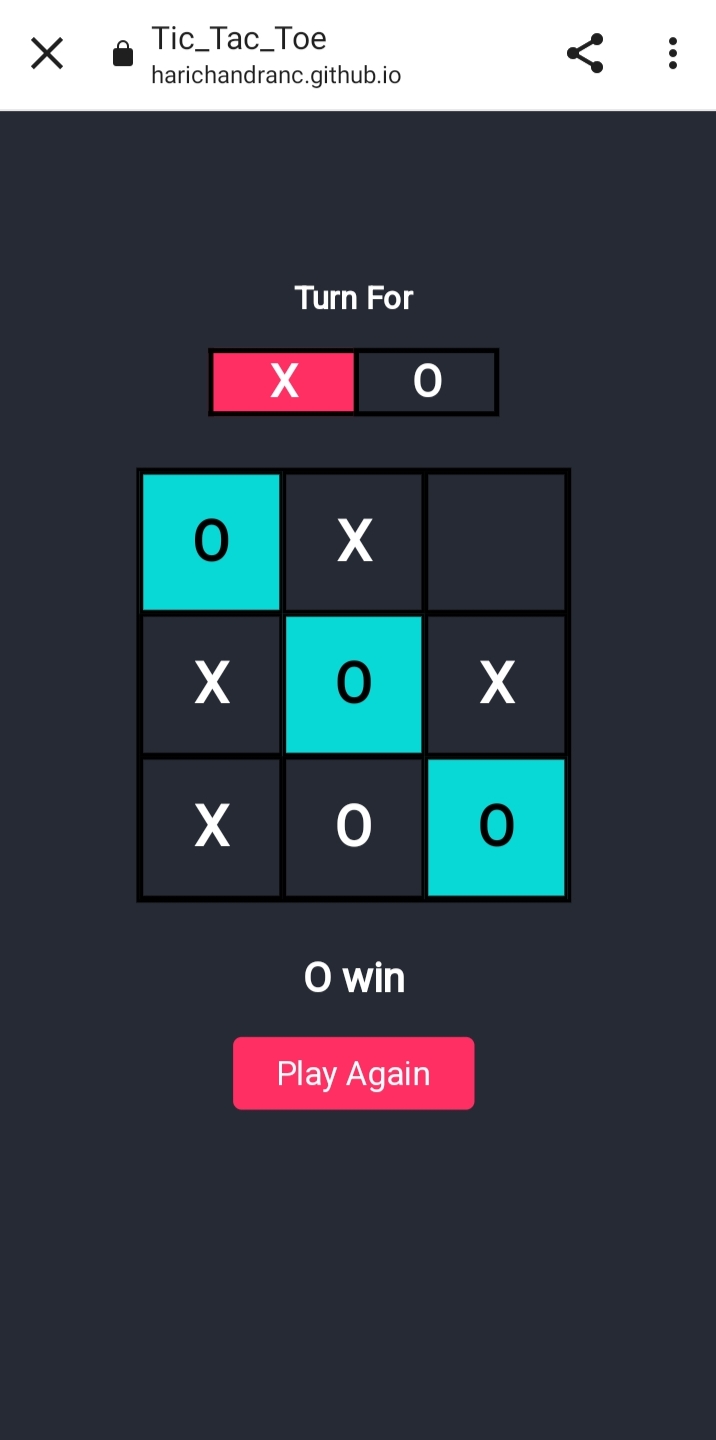 Tic_Tac_Toe
harichandranc.github.io
Turn For
X O
O X
X O X
X O O
O win
Play Again